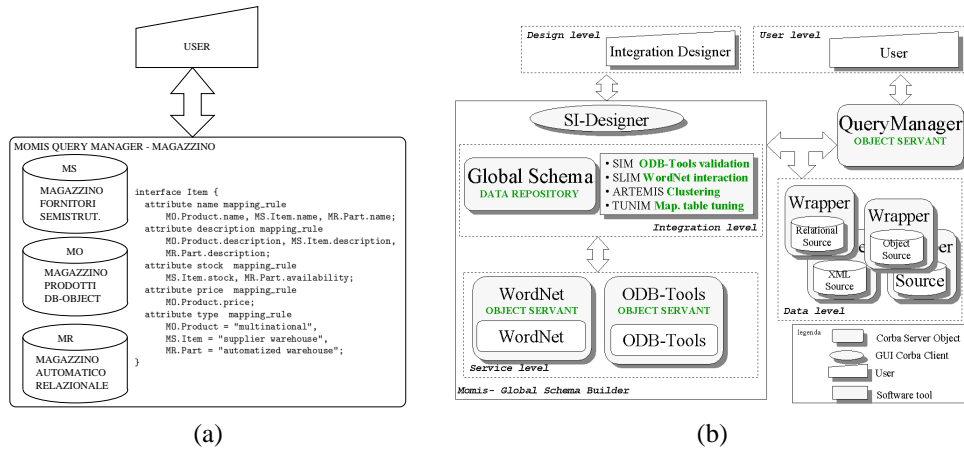 USER
MOMIS QUERY MANAGER - MAGAZZINO
MS
MAGAZZINO
FORNITORI
SEMISTRUT.
MO
MAGAZZINO
PRODOTTI
DB-OBJECT
MR
MAGAZZINO
AUTOMATICO
RELAZIONALE
interface Item {
attribute name mapping_rule
MO.Product.name, MS.Item.name, MR.Part.name;
attribute description mapping_rule
MO.Product.description, MS.Item.description,
MR.Part.description;
attribute stock mapping_rule
MS.Item.stock, MR.Part.availability;
attribute price mapping_rule
MO.Product.price;
attribute type mapping_rule
MO.Product = "multinational",
MS.Item = "supplier warehouse",
MR.Part = "automatized warehouse";
}
(a)
Design level
Integration Designer
User level
User
SI-Designer
Global Schema
DATA REPOSITORY
• SIM ODB-Tools validation
• SLIM WordNet interaction
• ARTEMIS Clustering
• TUNIM Map. table tuning
Integration level
WordNet
OBJECT SERVANT
WordNet
ODB-Tools
OBJECT SERVANT
ODB-Tools
Service level
Momis- Global Schema Builder
QueryManager
OBJECT SERVANT
Wrapper
Relational
Source
Wrapper
Object
Source
XML
Source
Source
Data level
legenda
Corba Server Object
GUI Corba Client
User
Software tool
(b)